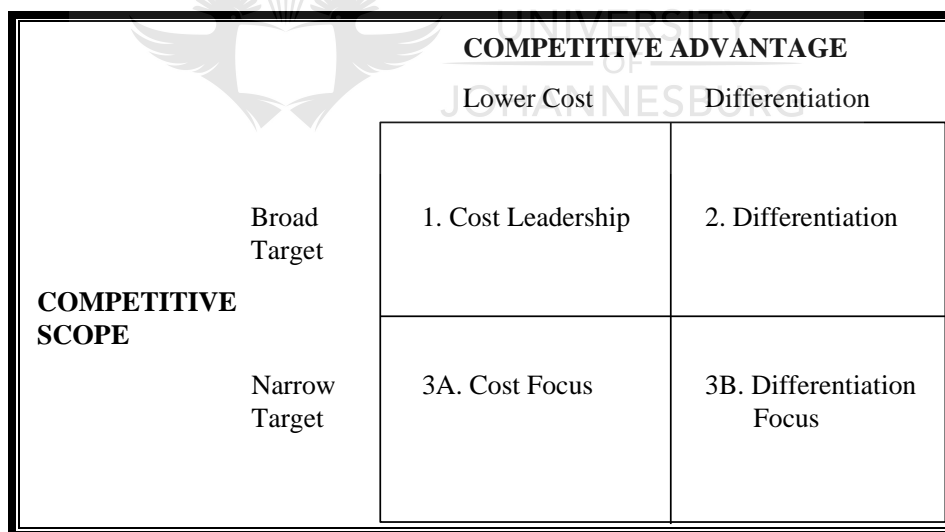 UNIVERSITY
OF
JOHANNESBURG
COMPETITIVE ADVANTAGE
Lower Cost Differentiation
Broad Target
1. Cost Leadership
2. Differentiation
COMPETITIVE
SCOPE
Narrow Target
3A. Cost Focus
3B. Differentiation
Focus